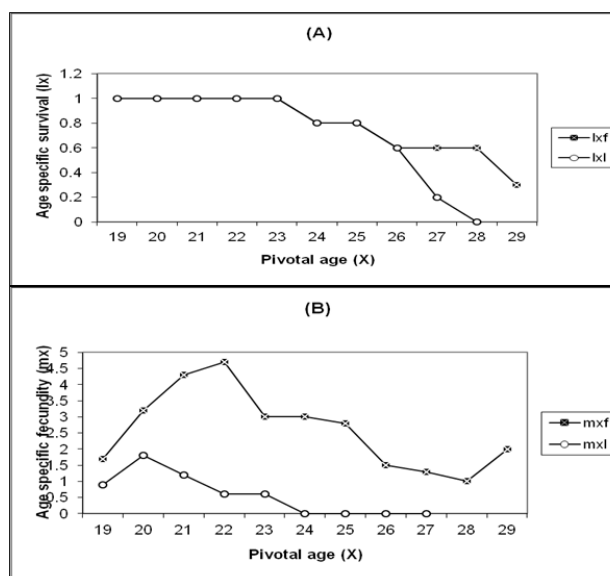 (A)
Age specific survival (lx)
1.2
1
0.8
0.6
0.4
0.2
0
19 20 21 22 23 24 25 26 27 28 29
Pivotal age (X)
lxf
lxl
(B)
Age specific fecundity (mx)
5
4.5
4
3.5
3
2.5
2
1.5
1
0.5
0
19 20 21 22 23 24 25 26 27 28 29
Pivotal age (X)
mxf
mxl